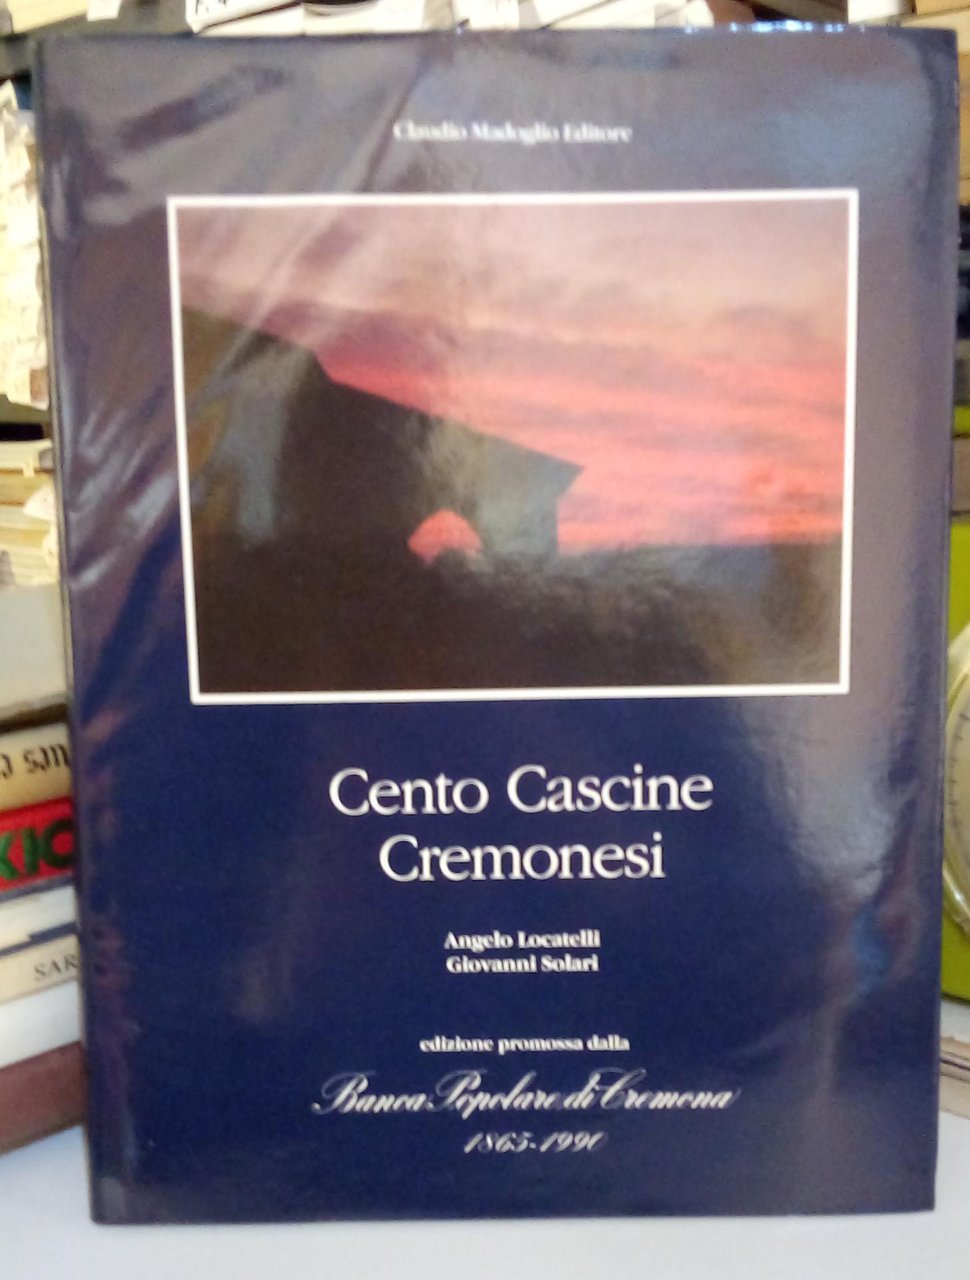 Claudio Madoglio Editore
Cento Cascine
Cremonesi
Angelo Locatelli
Giovanni Solari
edizione promossa dalla
Banca Popolare di Cremona
1865-1990
SAR